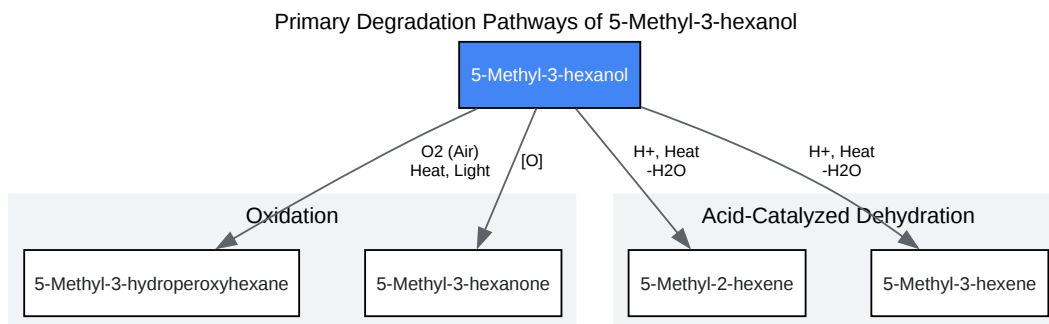 Primary Degradation Pathways of 5-Methyl-3-hexanol
5-Methyl-3-hexanol
O2 (Air)
Heat, Light
[O]
H+, Heat
-H2O
H+, Heat
-H2O
Oxidation
Acid-Catalyzed Dehydration
5-Methyl-3-hydroperoxyhexane
5-Methyl-3-hexanone
5-Methyl-2-hexene
5-Methyl-3-hexene